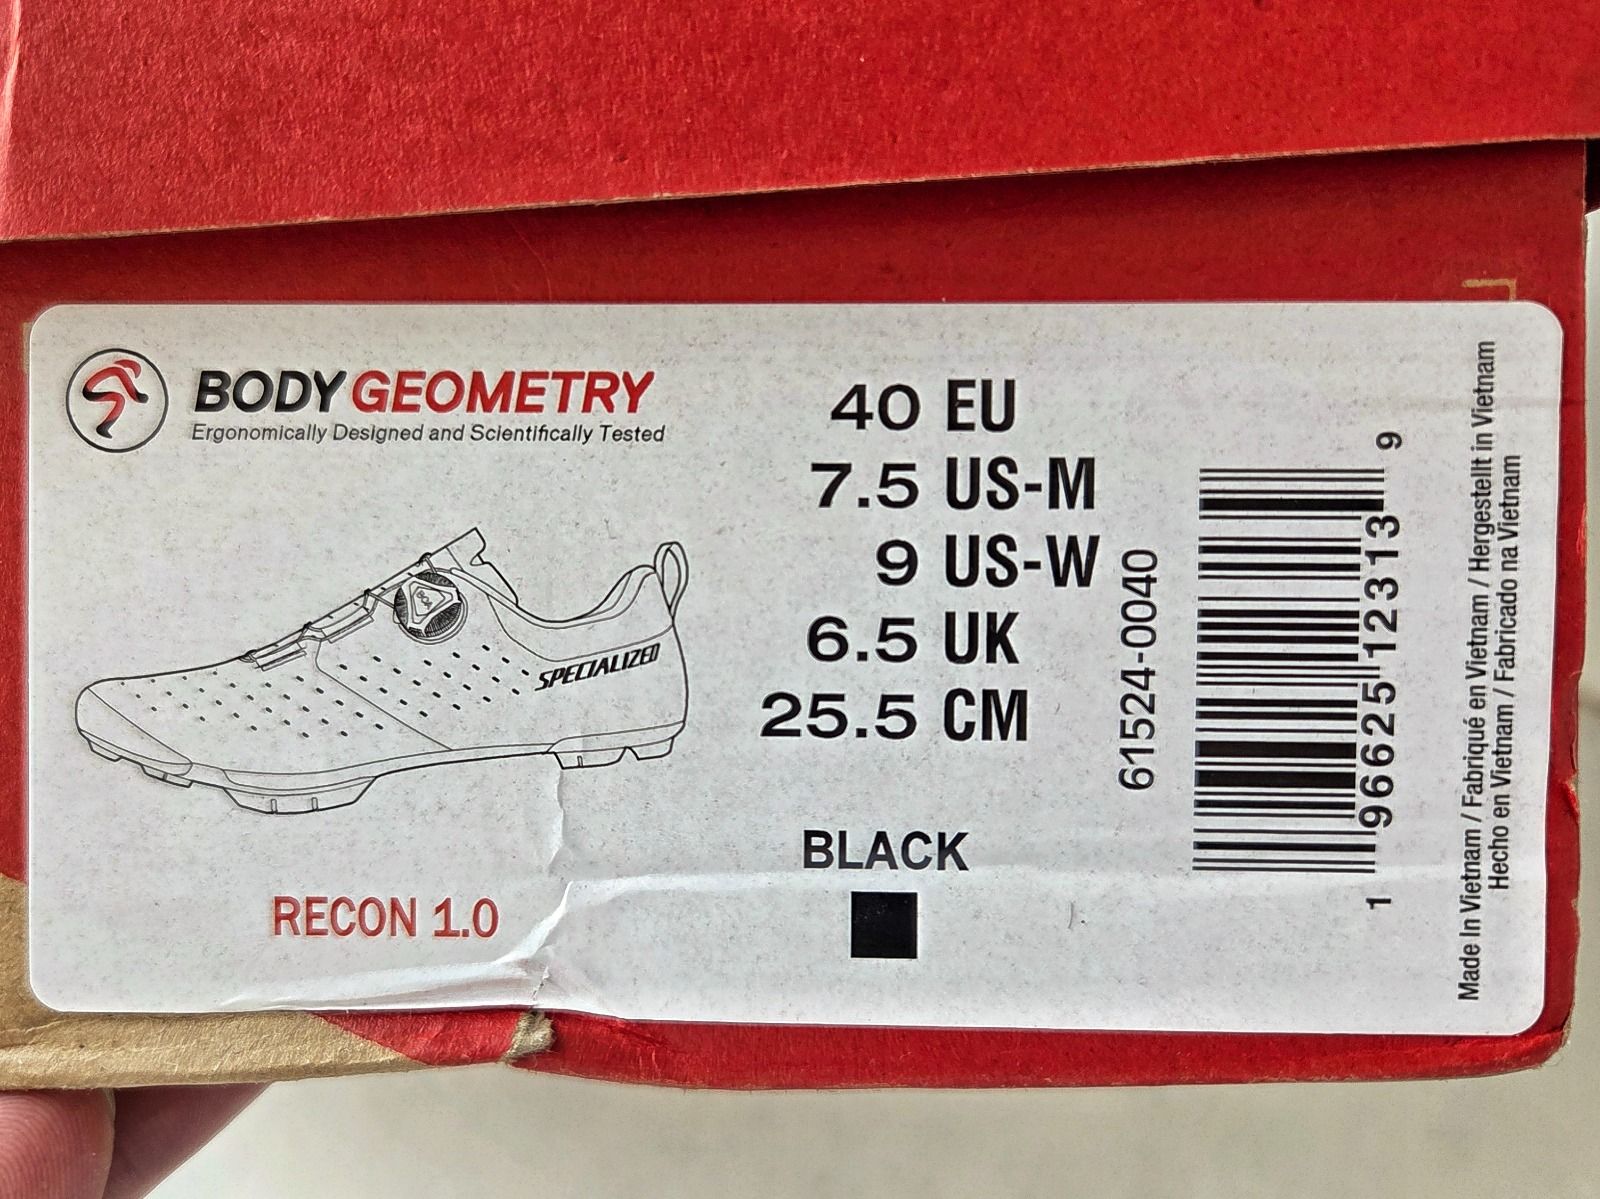 BODY GEOMETRY
Ergonomically Designed and Scientifically Tested
BOA
SPECIALIZED
RECON 1.0
40 EU
7.5 US-M
9 US-W
6.5 UK
25.5 CM
BLACK
61524-0040
1 96625 12313 9
Made In Vietnam / Fabriqué en Vietnam / Hergestellt in Vietnam
Hecho en Vietnam / Fabricado na Vietnam